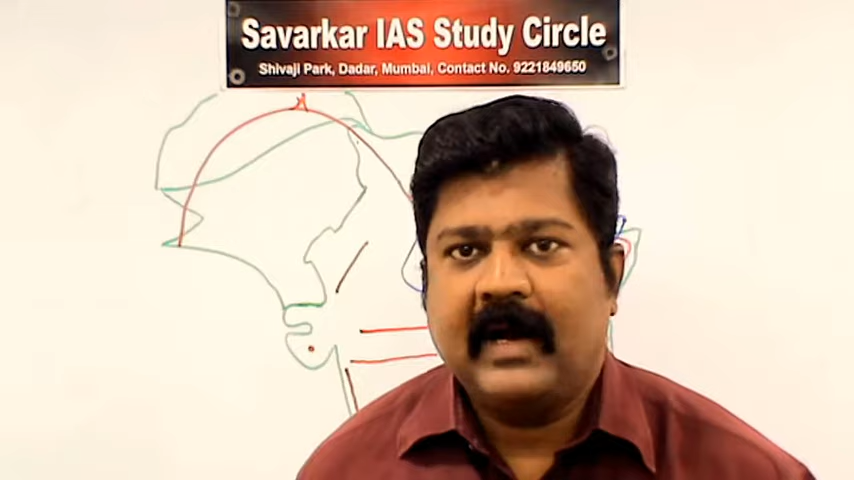 Savarkar IAS Study Circle
Shivaji Park, Dadar, Mumbai, Contact No. 9221849650